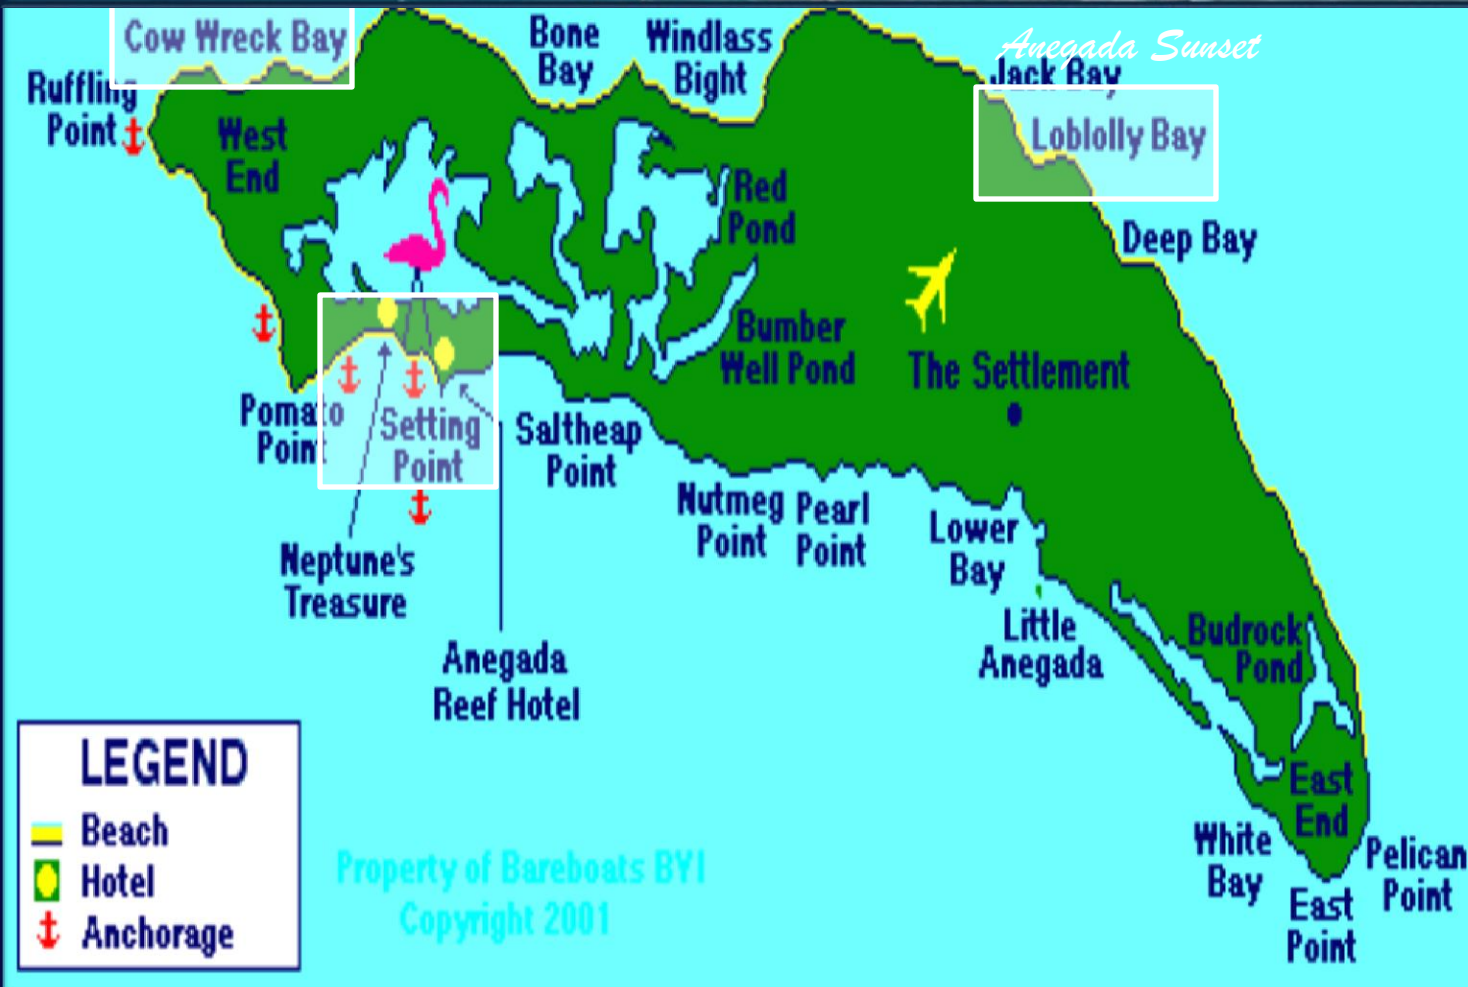 Cow Wreck Bay
Bone
Bay
Windlass
Bight
Anegada Sunset
Jack Bay
Ruffling
Point
West
End
Loblolly Bay
Red
Pond
Deep Bay
Bumber
Well Pond
The Settlement
Pomato
Point
Setting
Point
Saltheap
Point
Nutmeg
Point
Pearl
Point
Lower
Bay
Neptune's
Treasure
Little
Anegada
Budrock
Pond
Anegada
Reef Hotel
LEGEND
Beach
Hotel
Anchorage
Property of Bareboats BVI
Copyright 2001
East
End
White
Bay
Pelican
Point
East
Point